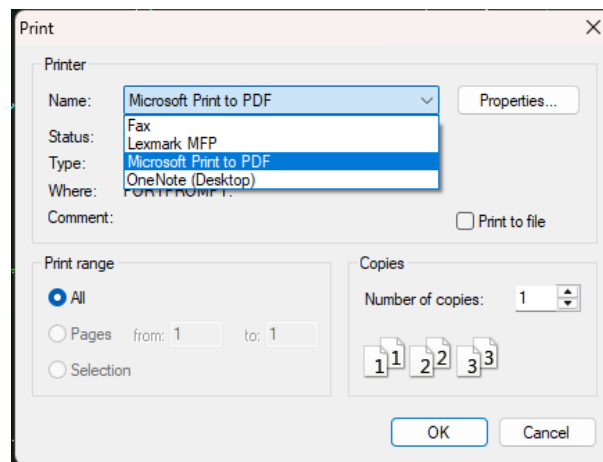 Print
Printer
Name: Microsoft Print to PDF Properties...
Fax
Status: Lexmark MFP
Type: Microsoft Print to PDF
OneNote (Desktop)
Where: PORTPROMPT:
Comment: Print to file
Print range Copies
All Number of copies: 1
Pages from: 1 to: 1
1 1 2 2 3 3
Selection
OK Cancel